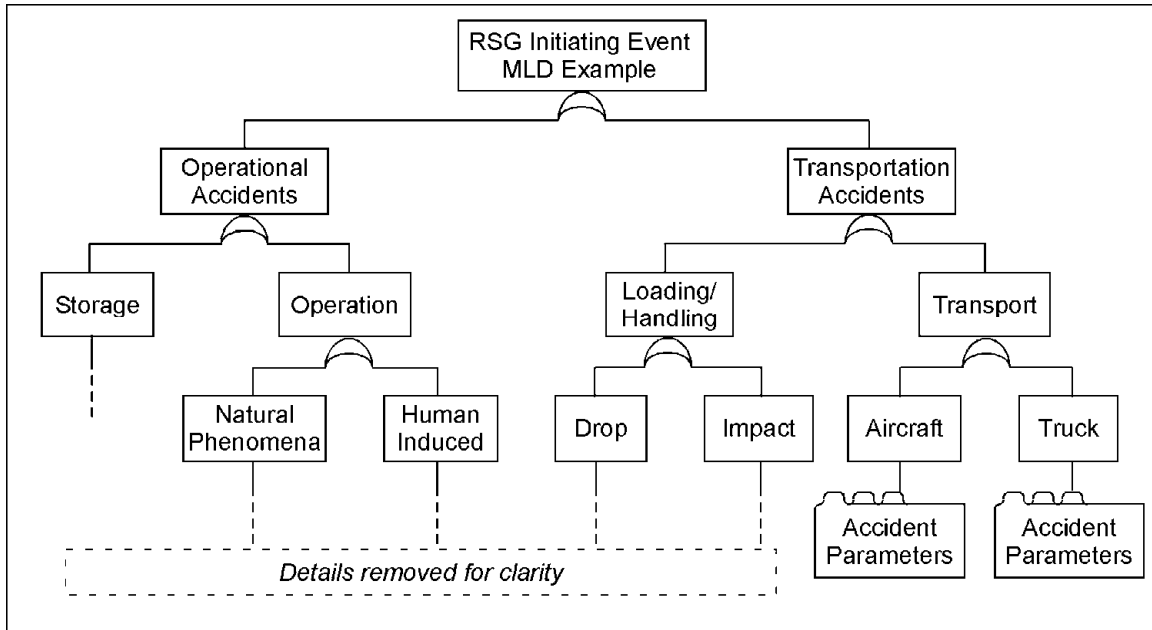 RSG Initiating Event
MLD Example
Operational
Accidents
Transportation
Accidents
Storage
Operation
Loading/
Handling
Transport
Natural
Phenomena
Human
Induced
Drop
Impact
Aircraft
Truck
Accident
Parameters
Accident
Parameters
Details removed for clarity